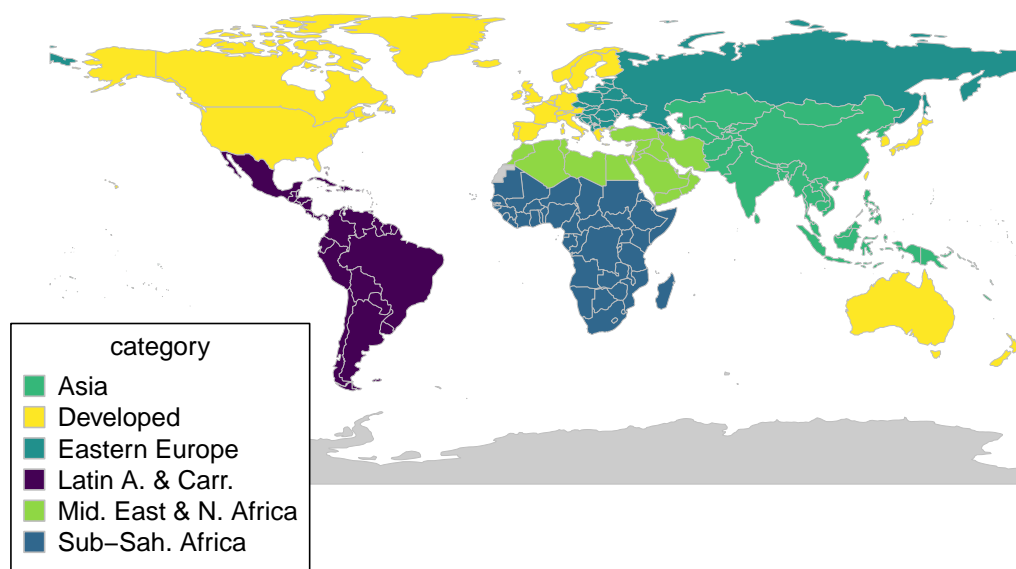 category
Asia
Developed
Eastern Europe
Latin A. & Carr.
Mid. East & N. Africa
Sub−Sah. Africa